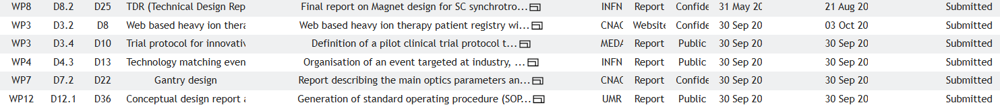 WP8 D8.2 D25 TDR (Technical Design Rep Final report on Magnet design for SC synchrotro... INFN Report Confide 31 May 20 21 Aug 20 Submitted
WP3 D3.2 D8 Web based heavy ion thera Web based heavy ion therapy patient registry wi... CNAC Website Confide 30 Sep 20 03 Oct 20 Submitted
WP3 D3.4 D10 Trial protocol for innovativ Definition of a pilot clinical trial protocol t... MEDA Report Public 30 Sep 20 30 Sep 20 Submitted
WP4 D4.3 D13 Technology matching even Organisation of an event targeted at industry, ... INFN Report Public 30 Sep 20 30 Sep 20 Submitted
WP7 D7.2 D22 Gantry design Report describing the main optics parameters an... CNAC Report Confide 30 Sep 20 30 Sep 20 Submitted
WP12 D12.1 D36 Conceptual design report a Generation of standard operating procedure (SOP... UMR Report Public 30 Sep 20 30 Sep 20 Submitted